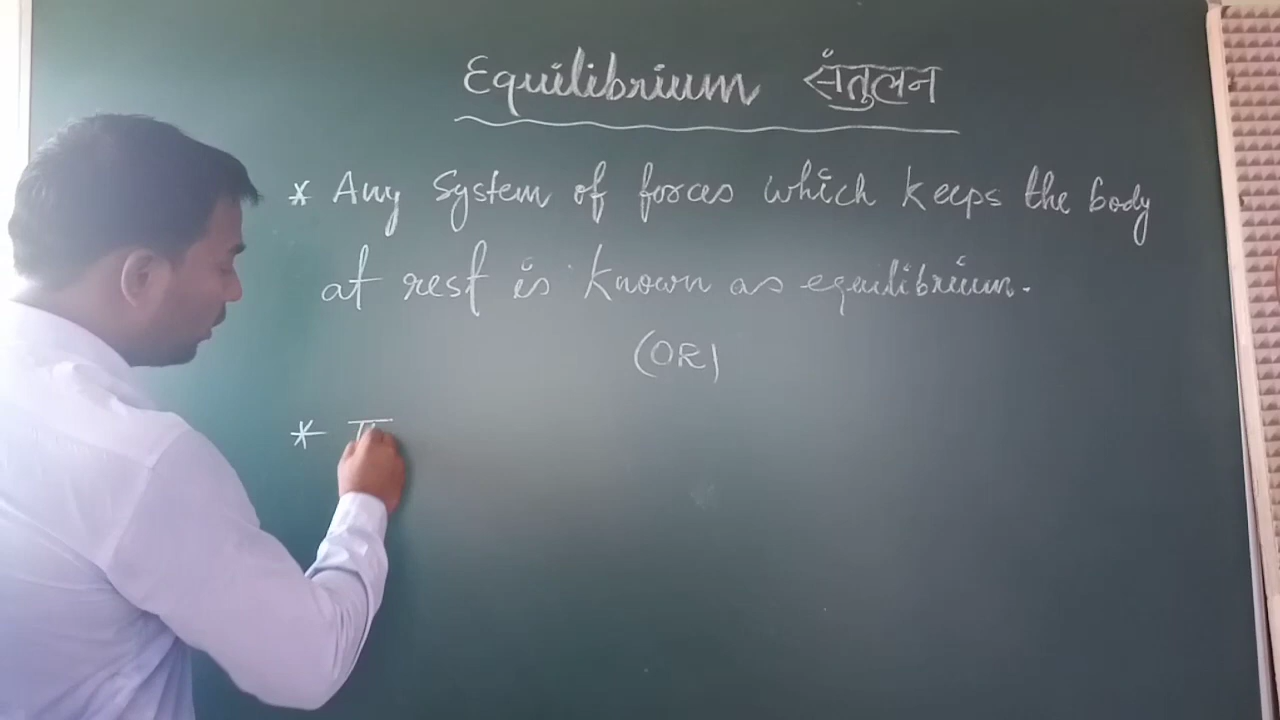 Equilibrium संतुलन
* Any System of forces which keeps the body
at rest is known as equilibrium.
(OR)
*